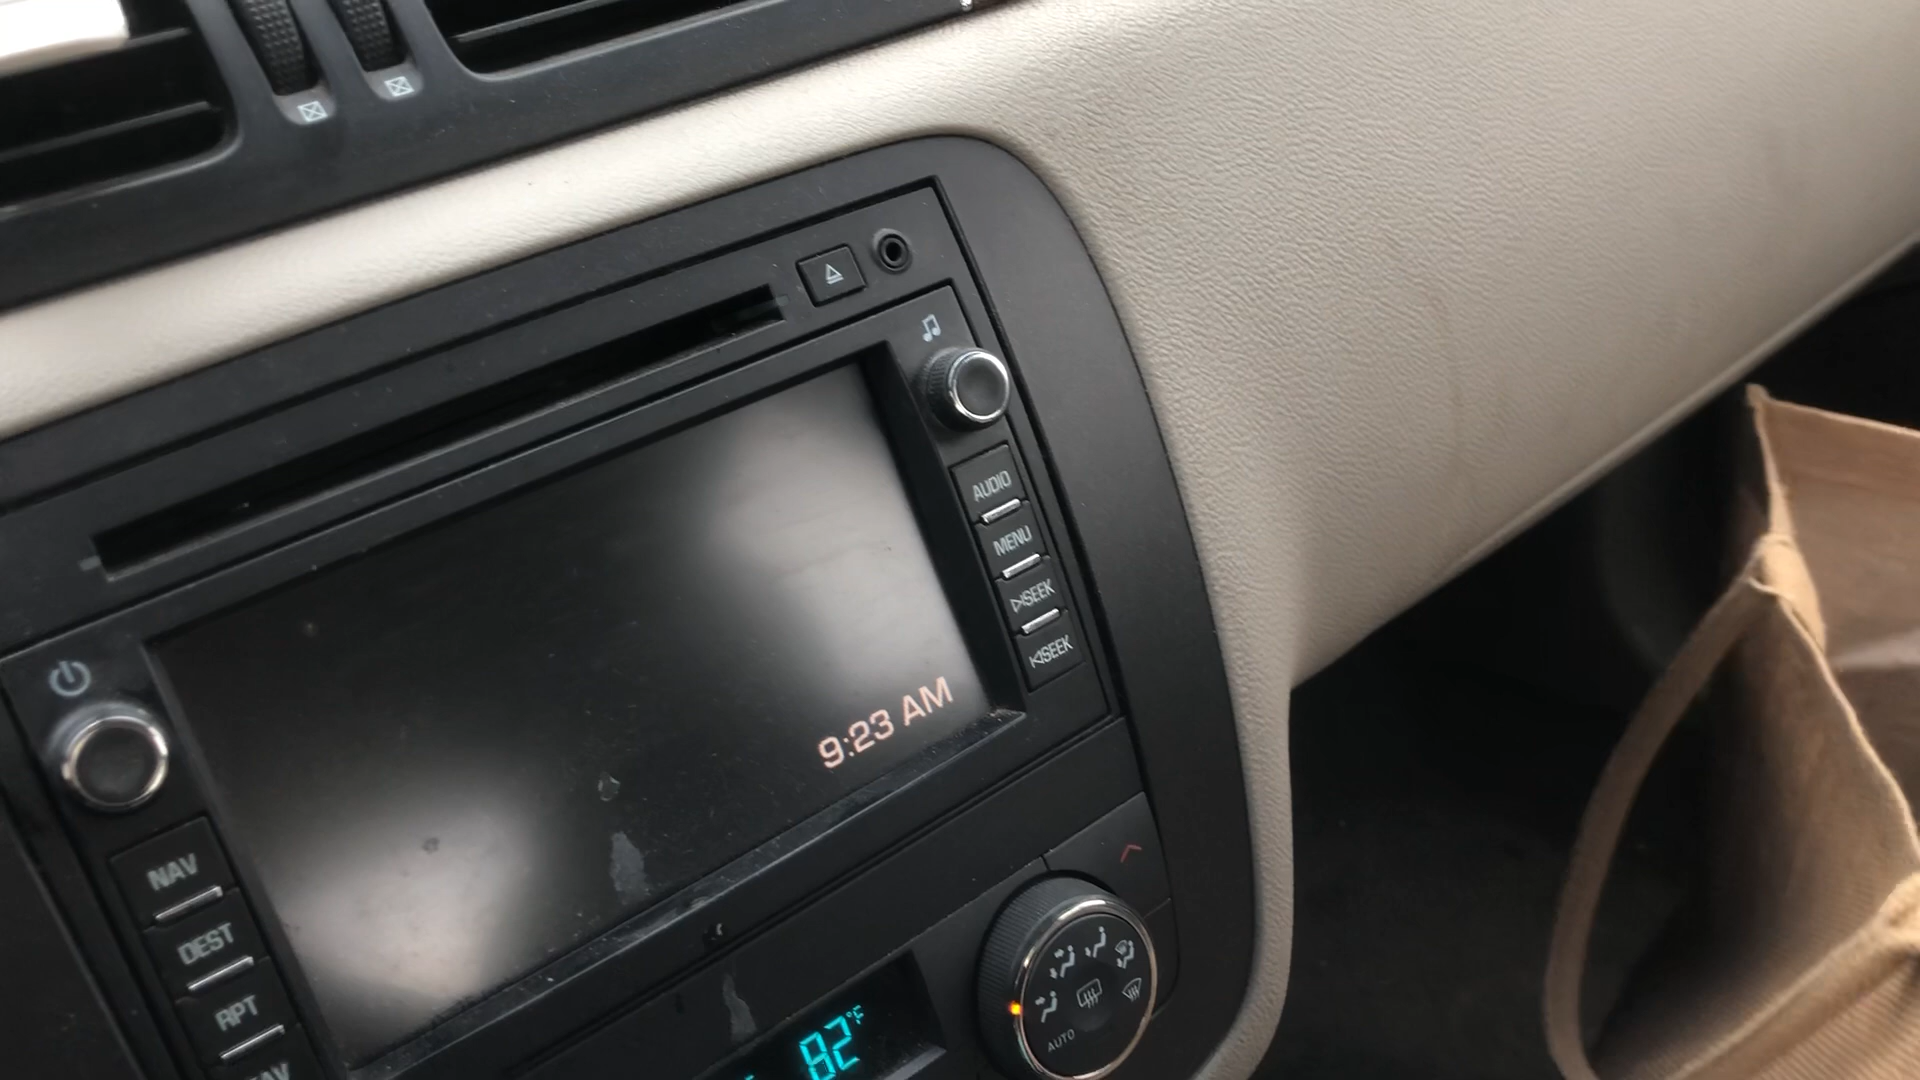 AUDIO
MENU
SEEK
SEEK
9:23 AM
NAV
DEST
RPT
82°F
AUTO